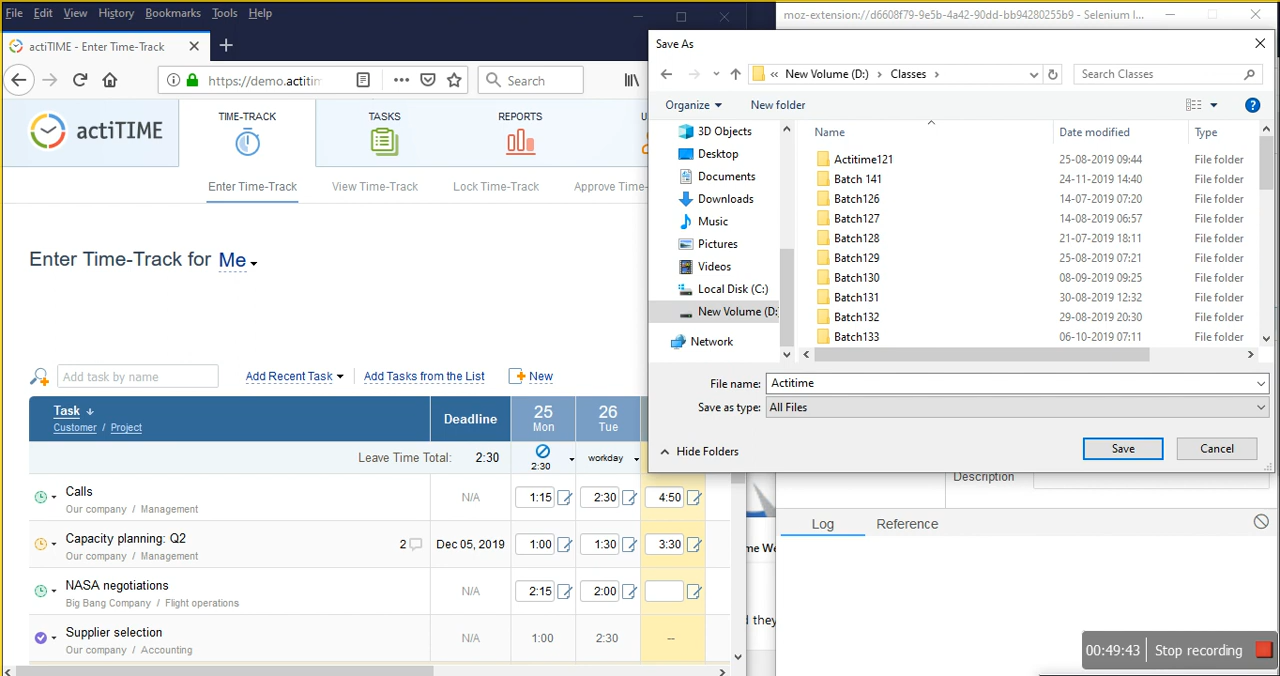 File Edit View History Bookmarks Tools Help
actiTIME - Enter Time-Track
https://demo.actitim
Search
actiTIME
TIME-TRACK
TASKS
REPORTS
Enter Time-Track
View Time-Track
Lock Time-Track
Approve Time-
Enter Time-Track for Me
Add task by name
Add Recent Task
Add Tasks from the List
New
Task
Customer / Project
Deadline
25
Mon
26
Tue
Leave Time Total: 2:30
2:30
workday
Calls
Our company / Management
N/A
1:15
2:30
4:50
Capacity planning: Q2
Our company / Management
2
Dec 05, 2019
1:00
1:30
3:30
NASA negotiations
Big Bang Company / Flight operations
N/A
2:15
2:00
Supplier selection
Our company / Accounting
N/A
1:00
2:30
--
moz-extension://d6608f79-9e5b-4a42-90dd-bb94280255b9 - Selenium I...
Save As
« New Volume (D:) › Classes ›
Search Classes
Organize
New folder
3D Objects
Desktop
Documents
Downloads
Music
Pictures
Videos
Local Disk (C:)
New Volume (D:
Network
Name Date modified Type
Actitime121 25-08-2019 09:44 File folder
Batch 141 24-11-2019 14:40 File folder
Batch126 14-07-2019 07:20 File folder
Batch127 14-08-2019 06:57 File folder
Batch128 21-07-2019 18:11 File folder
Batch129 25-08-2019 07:21 File folder
Batch130 08-09-2019 09:25 File folder
Batch131 30-08-2019 12:32 File folder
Batch132 29-08-2019 20:30 File folder
Batch133 06-10-2019 07:11 File folder
File name: Actitime
Save as type: All Files
Hide Folders
Save
Cancel
Description
Log
Reference
me We
d they
00:49:43 Stop recording